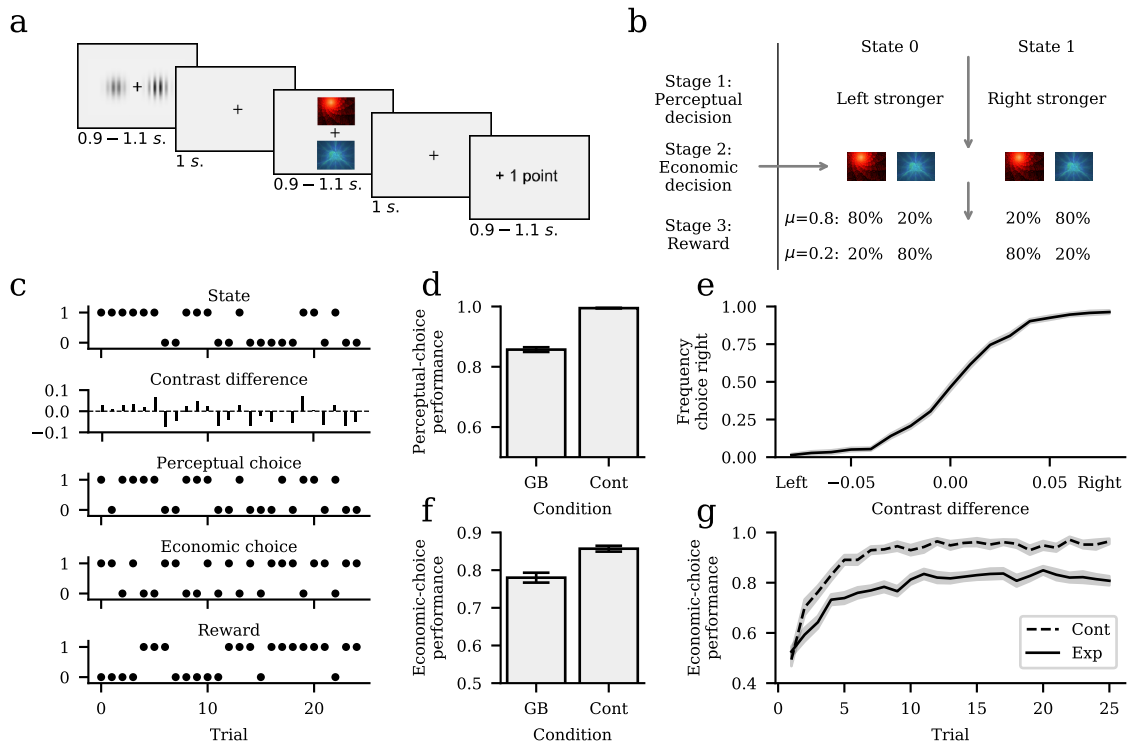 a
+
0.9 − 1.1 s.
+
1 s.
+
0.9 − 1.1 s.
+
1 s.
+ 1 point
0.9 − 1.1 s.
b
State 0
State 1
Stage 1:
Perceptual
decision
Left stronger
Right stronger
Stage 2:
Economic
decision
Stage 3:
Reward
μ=0.8: 80% 20% 20% 80%
μ=0.2: 20% 80% 80% 20%
c
State
1
0
Contrast difference
0.1
0.0
−0.1
Perceptual choice
1
0
Economic choice
1
0
Reward
1
0
0 10 20
Trial
d
Perceptual-choice
performance
1.0
0.8
0.6
GB Cont
Condition
e
Frequency
choice right
1.00
0.75
0.50
0.25
0.00
Left −0.05 0.00 0.05 Right
Contrast difference
f
Economic-choice
performance
0.9
0.8
0.7
0.6
0.5
GB Cont
Condition
g
Economic-choice
performance
1.0
0.8
0.6
0.4
Cont
Exp
0 5 10 15 20 25
Trial